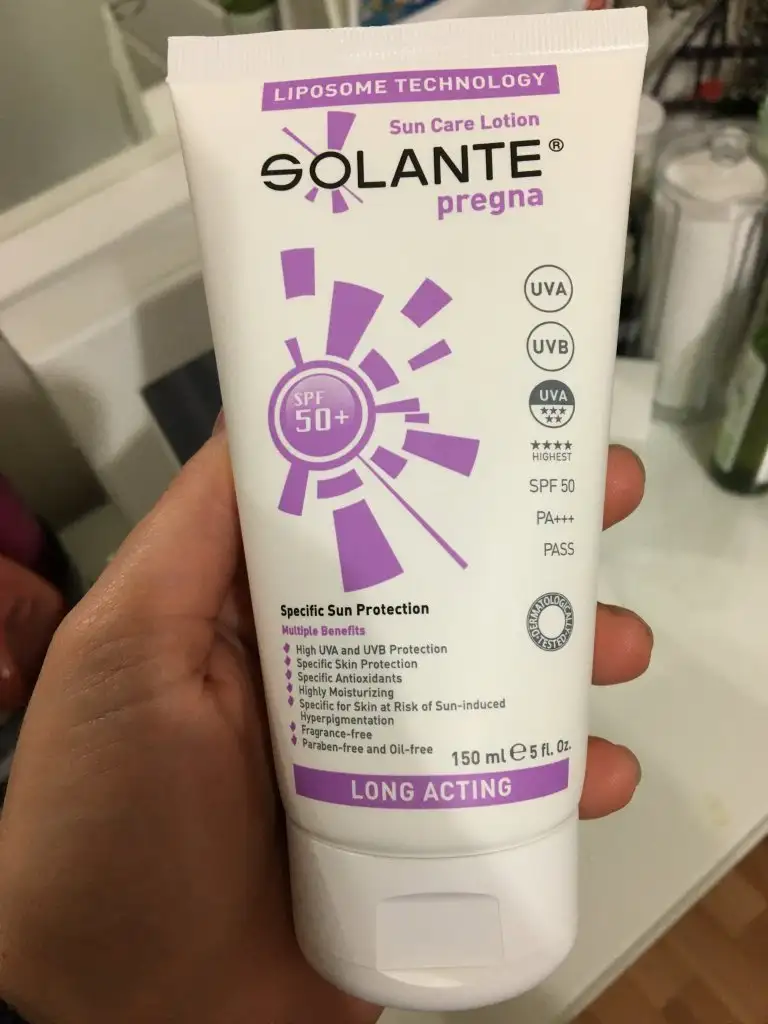 LIPOSOME TECHNOLOGY
Sun Care Lotion
SOLANTE®
pregna
SPF
50+
UVA
UVB
UVA
★★★
★★
★★★★
HIGHEST
SPF 50
PA+++
PASS
DERMATOLOGICALLY
TESTED
Specific Sun Protection
Multiple Benefits
High UVA and UVB Protection
Specific Skin Protection
Specific Antioxidants
Highly Moisturizing
Specific for Skin at Risk of Sun-induced
Hyperpigmentation
Fragrance-free
Paraben-free and Oil-free
150 ml ℮ 5 fl. Oz.
LONG ACTING